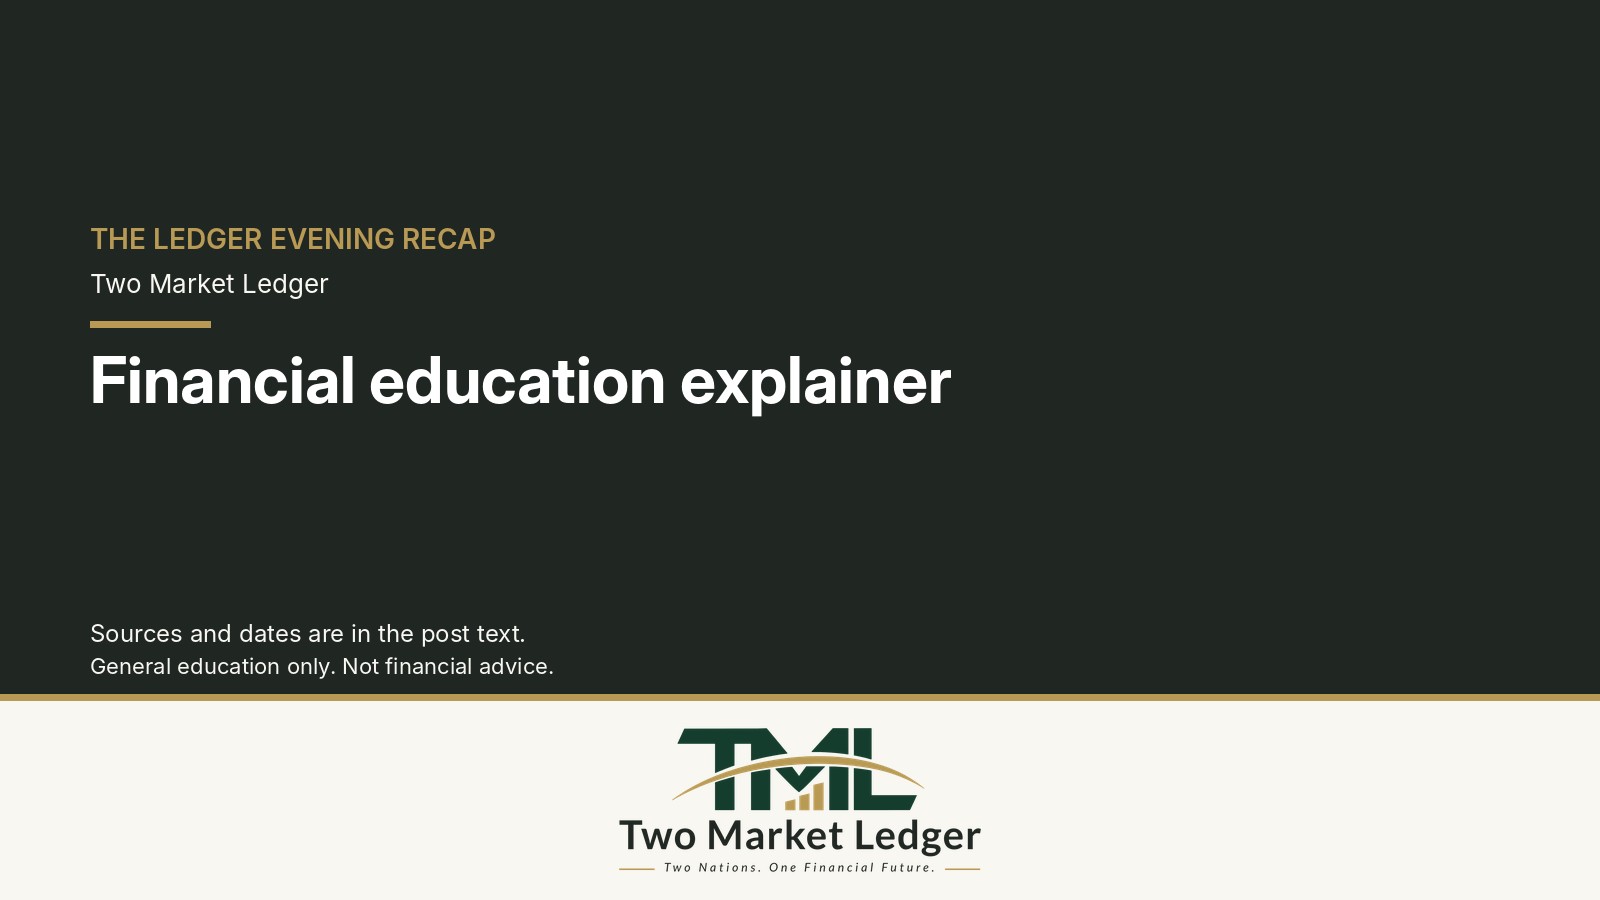 THE LEDGER EVENING RECAP
Two Market Ledger
Financial education explainer
Sources and dates are in the post text.
General education only. Not financial advice.
TML
Two Market Ledger
Two Nations. One Financial Future.